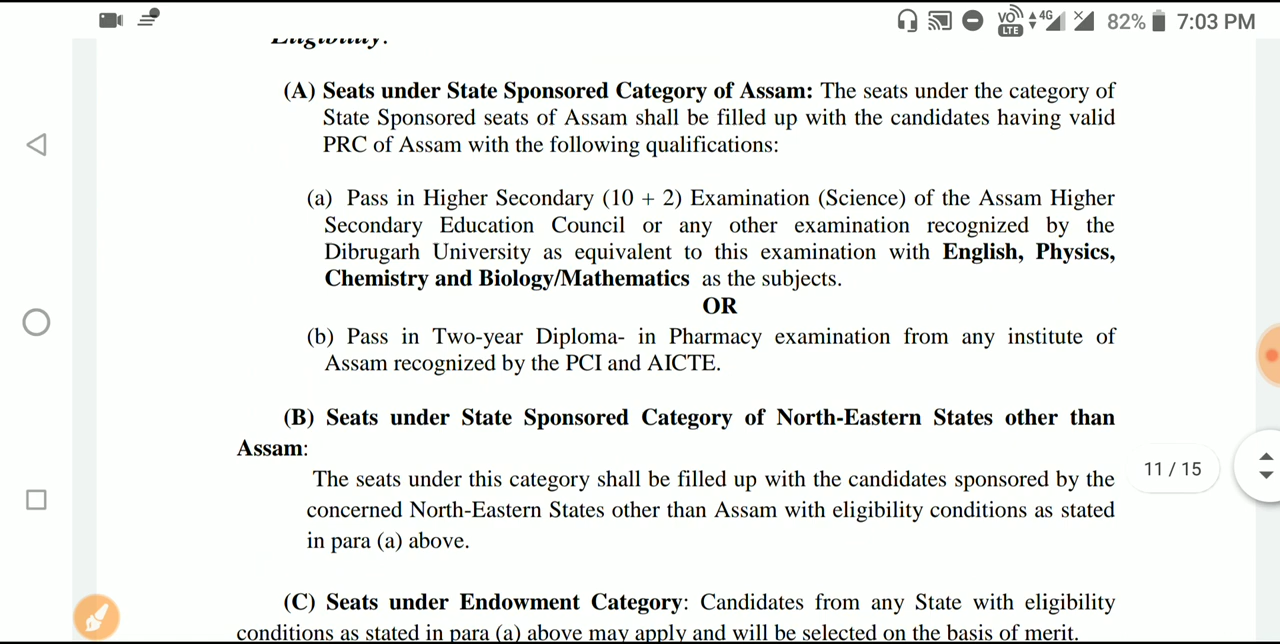 VO LTE 4G 82% 7:03 PM
(A) Seats under State Sponsored Category of Assam: The seats under the category of
State Sponsored seats of Assam shall be filled up with the candidates having valid
PRC of Assam with the following qualifications:
(a) Pass in Higher Secondary (10 + 2) Examination (Science) of the Assam Higher
Secondary Education Council or any other examination recognized by the
Dibrugarh University as equivalent to this examination with English, Physics,
Chemistry and Biology/Mathematics as the subjects.
OR
(b) Pass in Two-year Diploma- in Pharmacy examination from any institute of
Assam recognized by the PCI and AICTE.
(B) Seats under State Sponsored Category of North-Eastern States other than
Assam:
The seats under this category shall be filled up with the candidates sponsored by the
concerned North-Eastern States other than Assam with eligibility conditions as stated
in para (a) above.
11 / 15
(C) Seats under Endowment Category: Candidates from any State with eligibility
conditions as stated in para (a) above may apply and will be selected on the basis of merit.